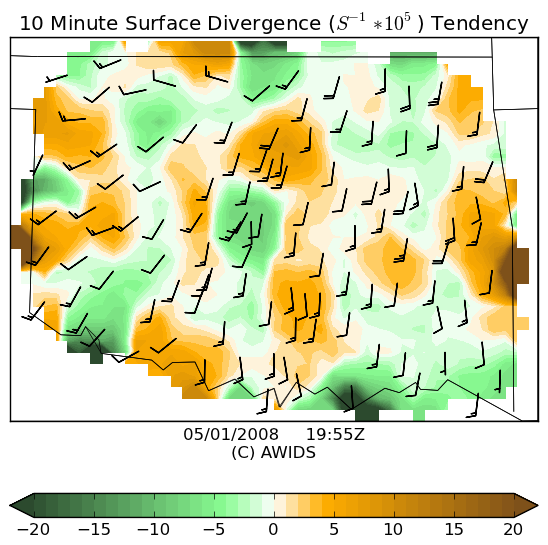 10 Minute Surface Divergence (S⁻¹ *10⁵ ) Tendency
05/01/2008 19:55Z
(C) AWIDS
−20 −15 −10 −5 0 5 10 15 20